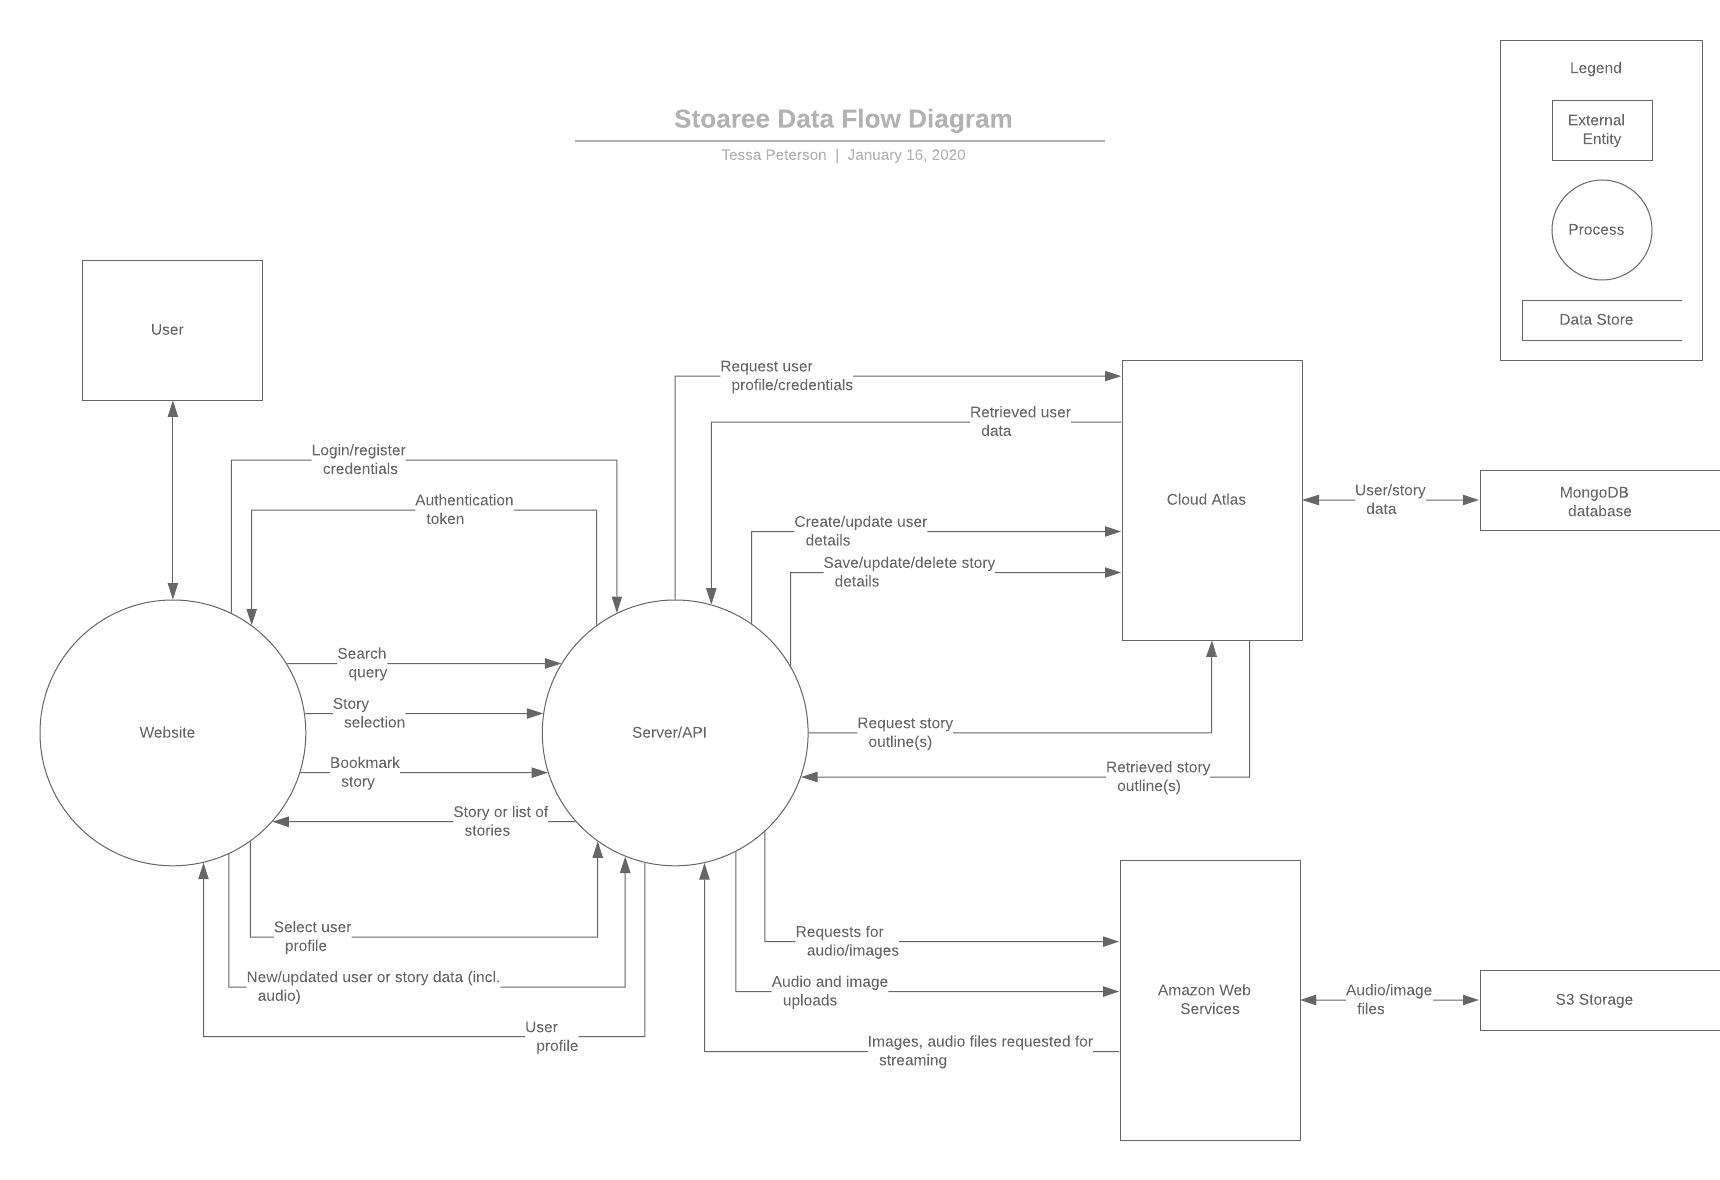 Legend
External
Entity
Process
Data Store
Stoaree Data Flow Diagram
Tessa Peterson | January 16, 2020
User
Request user
profile/credentials
Retrieved user
data
Login/register
credentials
Authentication
token
Cloud Atlas
User/story
data
MongoDB
database
Create/update user
details
Save/update/delete story
details
Search
query
Story
selection
Website
Server/API
Request story
outline(s)
Bookmark
story
Retrieved story
outline(s)
Story or list of
stories
Select user
profile
Requests for
audio/images
New/updated user or story data (incl.
audio)
Audio and image
uploads
Amazon Web
Services
Audio/image
files
S3 Storage
User
profile
Images, audio files requested for
streaming